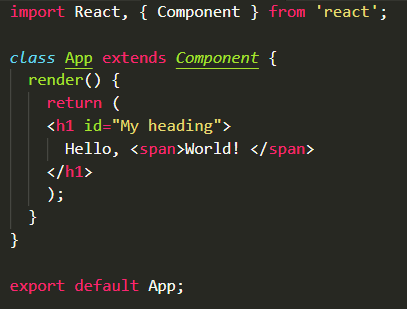 import React, { Component } from 'react';
class App extends Component {
render() {
return (
<h1 id="My heading">
Hello, <span>World! </span>
</h1>
);
}
}
export default App;